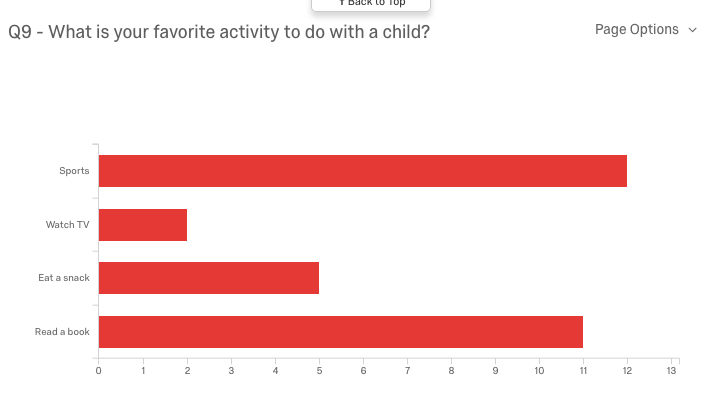 Back to Top
Q9 - What is your favorite activity to do with a child?
Page Options
Sports
Watch TV
Eat a snack
Read a book
0 1 2 3 4 5 6 7 8 9 10 11 12 13